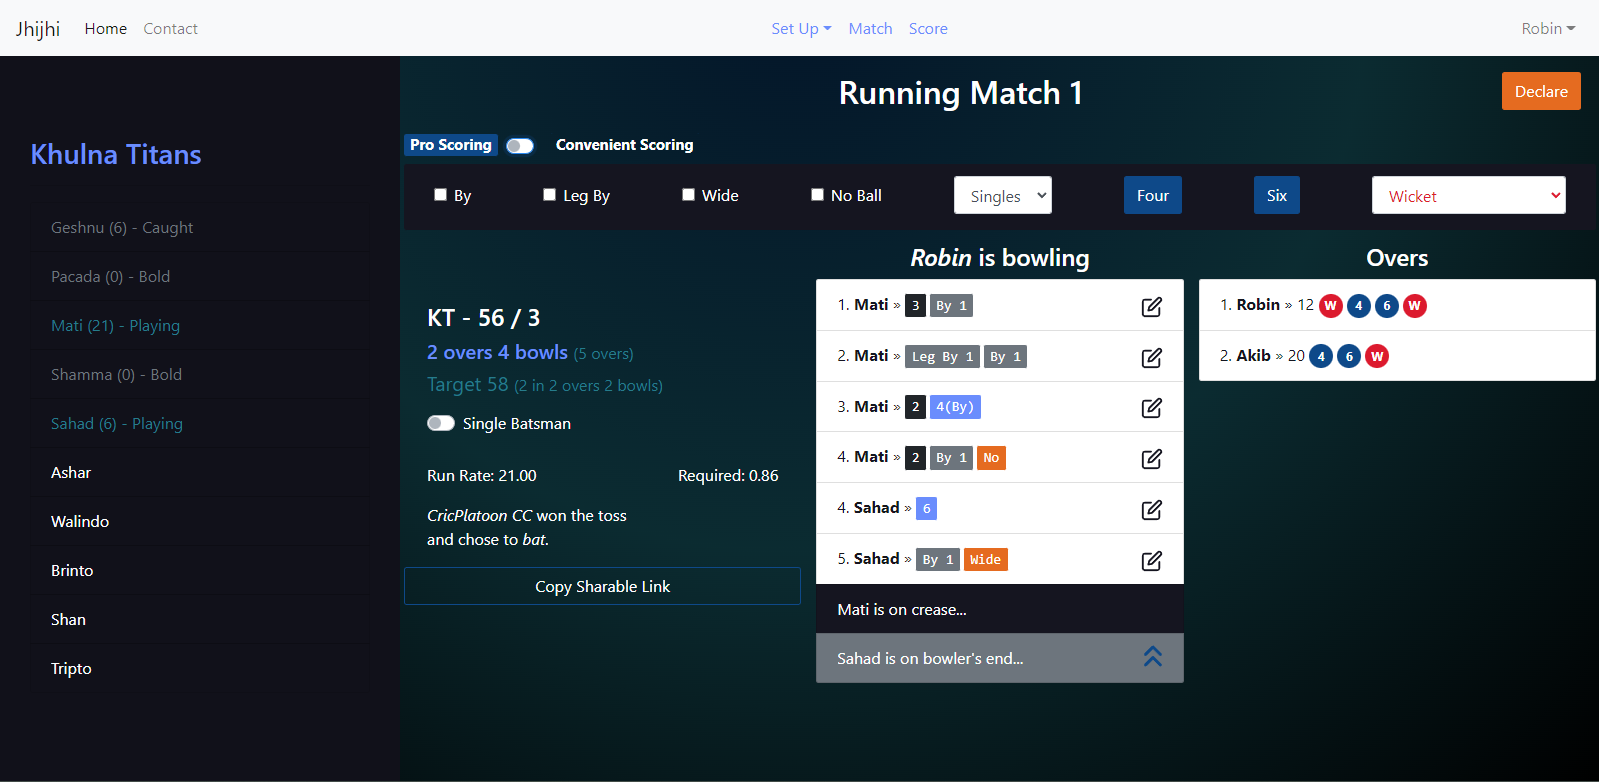 Jhijhi Home Contact Set Up Match Score Robin
Running Match 1
Declare
Pro Scoring Convenient Scoring
By Leg By Wide No Ball Singles Four Six Wicket
Khulna Titans
Geshnu (6) - Caught
Pacada (0) - Bold
Mati (21) - Playing
Shamma (0) - Bold
Sahad (6) - Playing
Ashar
Walindo
Brinto
Shan
Tripto
KT - 56 / 3
2 overs 4 bowls (5 overs)
Target 58 (2 in 2 overs 2 bowls)
Single Batsman
Run Rate: 21.00 Required: 0.86
CricPlatoon CC won the toss
and chose to bat.
Copy Sharable Link
Robin is bowling
1. Mati » 3 By 1
2. Mati » Leg By 1 By 1
3. Mati » 2 4(By)
4. Mati » 2 By 1 No
4. Sahad » 6
5. Sahad » By 1 Wide
Mati is on crease...
Sahad is on bowler's end...
Overs
1. Robin » 12 W 4 6 W
2. Akib » 20 4 6 W